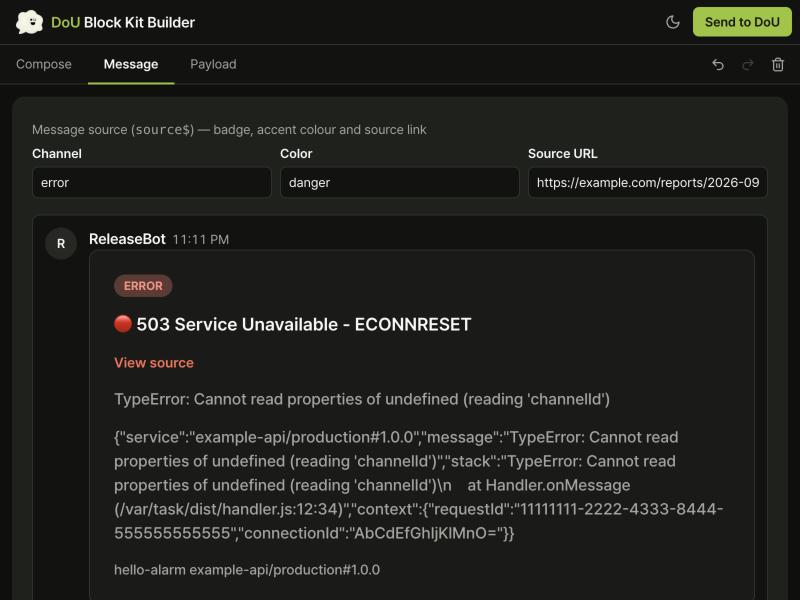 DoU Block Kit Builder
Send to DoU
Compose
Message
Payload
Message source (source$) — badge, accent colour and source link
Channel
Color
Source URL
error
danger
https://example.com/reports/2026-09
R
ReleaseBot 11:11 PM
ERROR
503 Service Unavailable - ECONNRESET
View source
TypeError: Cannot read properties of undefined (reading 'channelId')
{"service":"example-api/production#1.0.0","message":"TypeError: Cannot read
properties of undefined (reading 'channelId')","stack":"TypeError: Cannot read
properties of undefined (reading 'channelId')\n    at Handler.onMessage
(/var/task/dist/handler.js:12:34)","context":{"requestId":"11111111-2222-4333-8444-
555555555555","connectionId":"AbCdEfGhIjKlMnO="}}
hello-alarm example-api/production#1.0.0